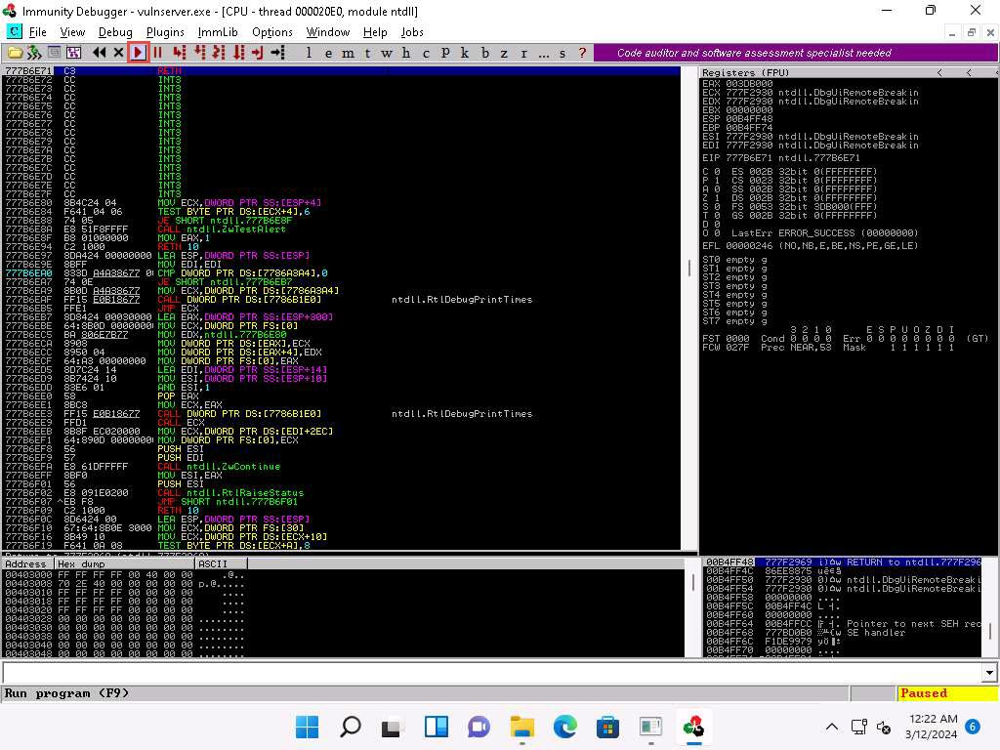 Immunity Debugger - vulnserver.exe - [CPU - thread 000020E0, module ntdll]
File View Debug Plugins ImmLib Options Window Help Jobs
l e m t w h c p k b z r ... s ? Code auditor and software assessment specialist needed
777B6E71 C3 RETN
777B6E72 CC INT3
777B6E73 CC INT3
777B6E74 CC INT3
777B6E75 CC INT3
777B6E76 CC INT3
777B6E77 CC INT3
777B6E78 CC INT3
777B6E79 CC INT3
777B6E7A CC INT3
777B6E7B CC INT3
777B6E7C CC INT3
777B6E7D CC INT3
777B6E7E CC INT3
777B6E7F CC INT3
777B6E80 8B4C24 04 MOV ECX,DWORD PTR SS:[ESP+4]
777B6E84 F641 04 06 TEST BYTE PTR DS:[ECX+4],6
777B6E88 74 05 JE SHORT ntdll.777B6E8F
777B6E8A E8 51F8FFFF CALL ntdll.ZwTestAlert
777B6E8F B8 01000000 MOV EAX,1
777B6E94 C2 1000 RETN 10
777B6E97 8DA424 00000000 LEA ESP,DWORD PTR SS:[ESP]
777B6E9E 8BFF MOV EDI,EDI
777B6EA0 833D A4A38677 0 CMP DWORD PTR DS:[7786A3A4],0
777B6EA7 74 0E JE SHORT ntdll.777B6EB7
777B6EA9 8B0D A4A38677 MOV ECX,DWORD PTR DS:[7786A3A4]
777B6EAF FF15 E0B18677 CALL DWORD PTR DS:[7786B1E0] ntdll.RtlDebugPrintTimes
777B6EB5 FFE1 JMP ECX
777B6EB7 8D8424 00030000 LEA EAX,DWORD PTR SS:[ESP+300]
777B6EBE 64:8B0D 0000000 MOV ECX,DWORD PTR FS:[0]
777B6EC5 BA 806E7B77 MOV EDX,ntdll.777B6E80
777B6ECA 8908 MOV DWORD PTR DS:[EAX],ECX
777B6ECC 8950 04 MOV DWORD PTR DS:[EAX+4],EDX
777B6ECF 64:A3 00000000 MOV DWORD PTR FS:[0],EAX
777B6ED5 8D7C24 14 LEA EDI,DWORD PTR SS:[ESP+14]
777B6ED9 8B7424 10 MOV ESI,DWORD PTR SS:[ESP+10]
777B6EDD 83E6 01 AND ESI,1
777B6EE0 58 POP EAX
777B6EE1 8BC8 MOV ECX,EAX
777B6EE3 FF15 E0B18677 CALL DWORD PTR DS:[7786B1E0] ntdll.RtlDebugPrintTimes
777B6EE9 FFD1 CALL ECX
777B6EEB 8B8F EC020000 MOV ECX,DWORD PTR DS:[EDI+2EC]
777B6EF1 64:890D 0000000 MOV DWORD PTR FS:[0],ECX
777B6EF8 56 PUSH ESI
777B6EF9 57 PUSH EDI
777B6EFA E8 61DFFFFF CALL ntdll.ZwContinue
777B6EFF 8BF0 MOV ESI,EAX
777B6F01 56 PUSH ESI
777B6F02 E8 091E0200 CALL ntdll.RtlRaiseStatus
777B6F07 ^EB F8 JMP SHORT ntdll.777B6F01
777B6F09 C2 1000 RETN 10
777B6F0C 8D6424 00 LEA ESP,DWORD PTR SS:[ESP]
777B6F10 67:64:8B0E 3000 MOV ECX,DWORD PTR FS:[30]
777B6F16 8B49 10 MOV ECX,DWORD PTR DS:[ECX+10]
777B6F19 F641 0A 08 TEST BYTE PTR DS:[ECX+A],8
Registers (FPU) < < <
EAX 003DB000
ECX 777F2930 ntdll.DbgUiRemoteBreakin
EDX 777F2930 ntdll.DbgUiRemoteBreakin
EBX 00000000
ESP 00B4FF48
EBP 00B4FF74
ESI 777F2930 ntdll.DbgUiRemoteBreakin
EDI 777F2930 ntdll.DbgUiRemoteBreakin
EIP 777B6E71 ntdll.777B6E71
C 0 ES 002B 32bit 0(FFFFFFFF)
P 1 CS 0023 32bit 0(FFFFFFFF)
A 0 SS 002B 32bit 0(FFFFFFFF)
Z 1 DS 002B 32bit 0(FFFFFFFF)
S 0 FS 0053 32bit 3DB000(FFF)
T 0 GS 002B 32bit 0(FFFFFFFF)
D 0
O 0 LastErr ERROR_SUCCESS (00000000)
EFL 00000246 (NO,NB,E,BE,NS,PE,GE,LE)
ST0 empty g
ST1 empty g
ST2 empty g
ST3 empty g
ST4 empty g
ST5 empty g
ST6 empty g
ST7 empty g
3 2 1 0 E S P U O Z D I
FST 0000 Cond 0 0 0 0 Err 0 0 0 0 0 0 0 0 (GT)
FCW 027F Prec NEAR,53 Mask 1 1 1 1 1 1
Address Hex dump ASCII
00403000 FF FF FF FF 00 40 00 00 .@..
00403008 70 2E 40 00 00 00 00 00 p.@.....
00403010 FF FF FF FF 00 00 00 00 ....
00403018 FF FF FF FF 00 00 00 00 ....
00403020 FF FF FF FF 00 00 00 00 ....
00403028 00 00 00 00 00 00 00 00 ........
00403030 00 00 00 00 00 00 00 00 ........
00403038 00 00 00 00 00 00 00 00 ........
00403040 00 00 00 00 00 00 00 00 ........
00403048 00 00 00 00 00 00 00 00 ........
00B4FF48 777F2969 RETURN to ntdll.777F296
00B4FF4C 86EE8875
00B4FF50 777F2930 ntdll.DbgUiRemoteBreaki
00B4FF54 777F2930 ntdll.DbgUiRemoteBreaki
00B4FF58 00000000 ....
00B4FF5C 00B4FF4C
00B4FF60 00000000 ....
00B4FF64 00B4FFCC Pointer to next SEH rec
00B4FF68 777BD0B0 SE handler
00B4FF6C F1DE9979
00B4FF70 00000000 ....
Run program (F9)
Paused
12:22 AM
3/12/2024
6